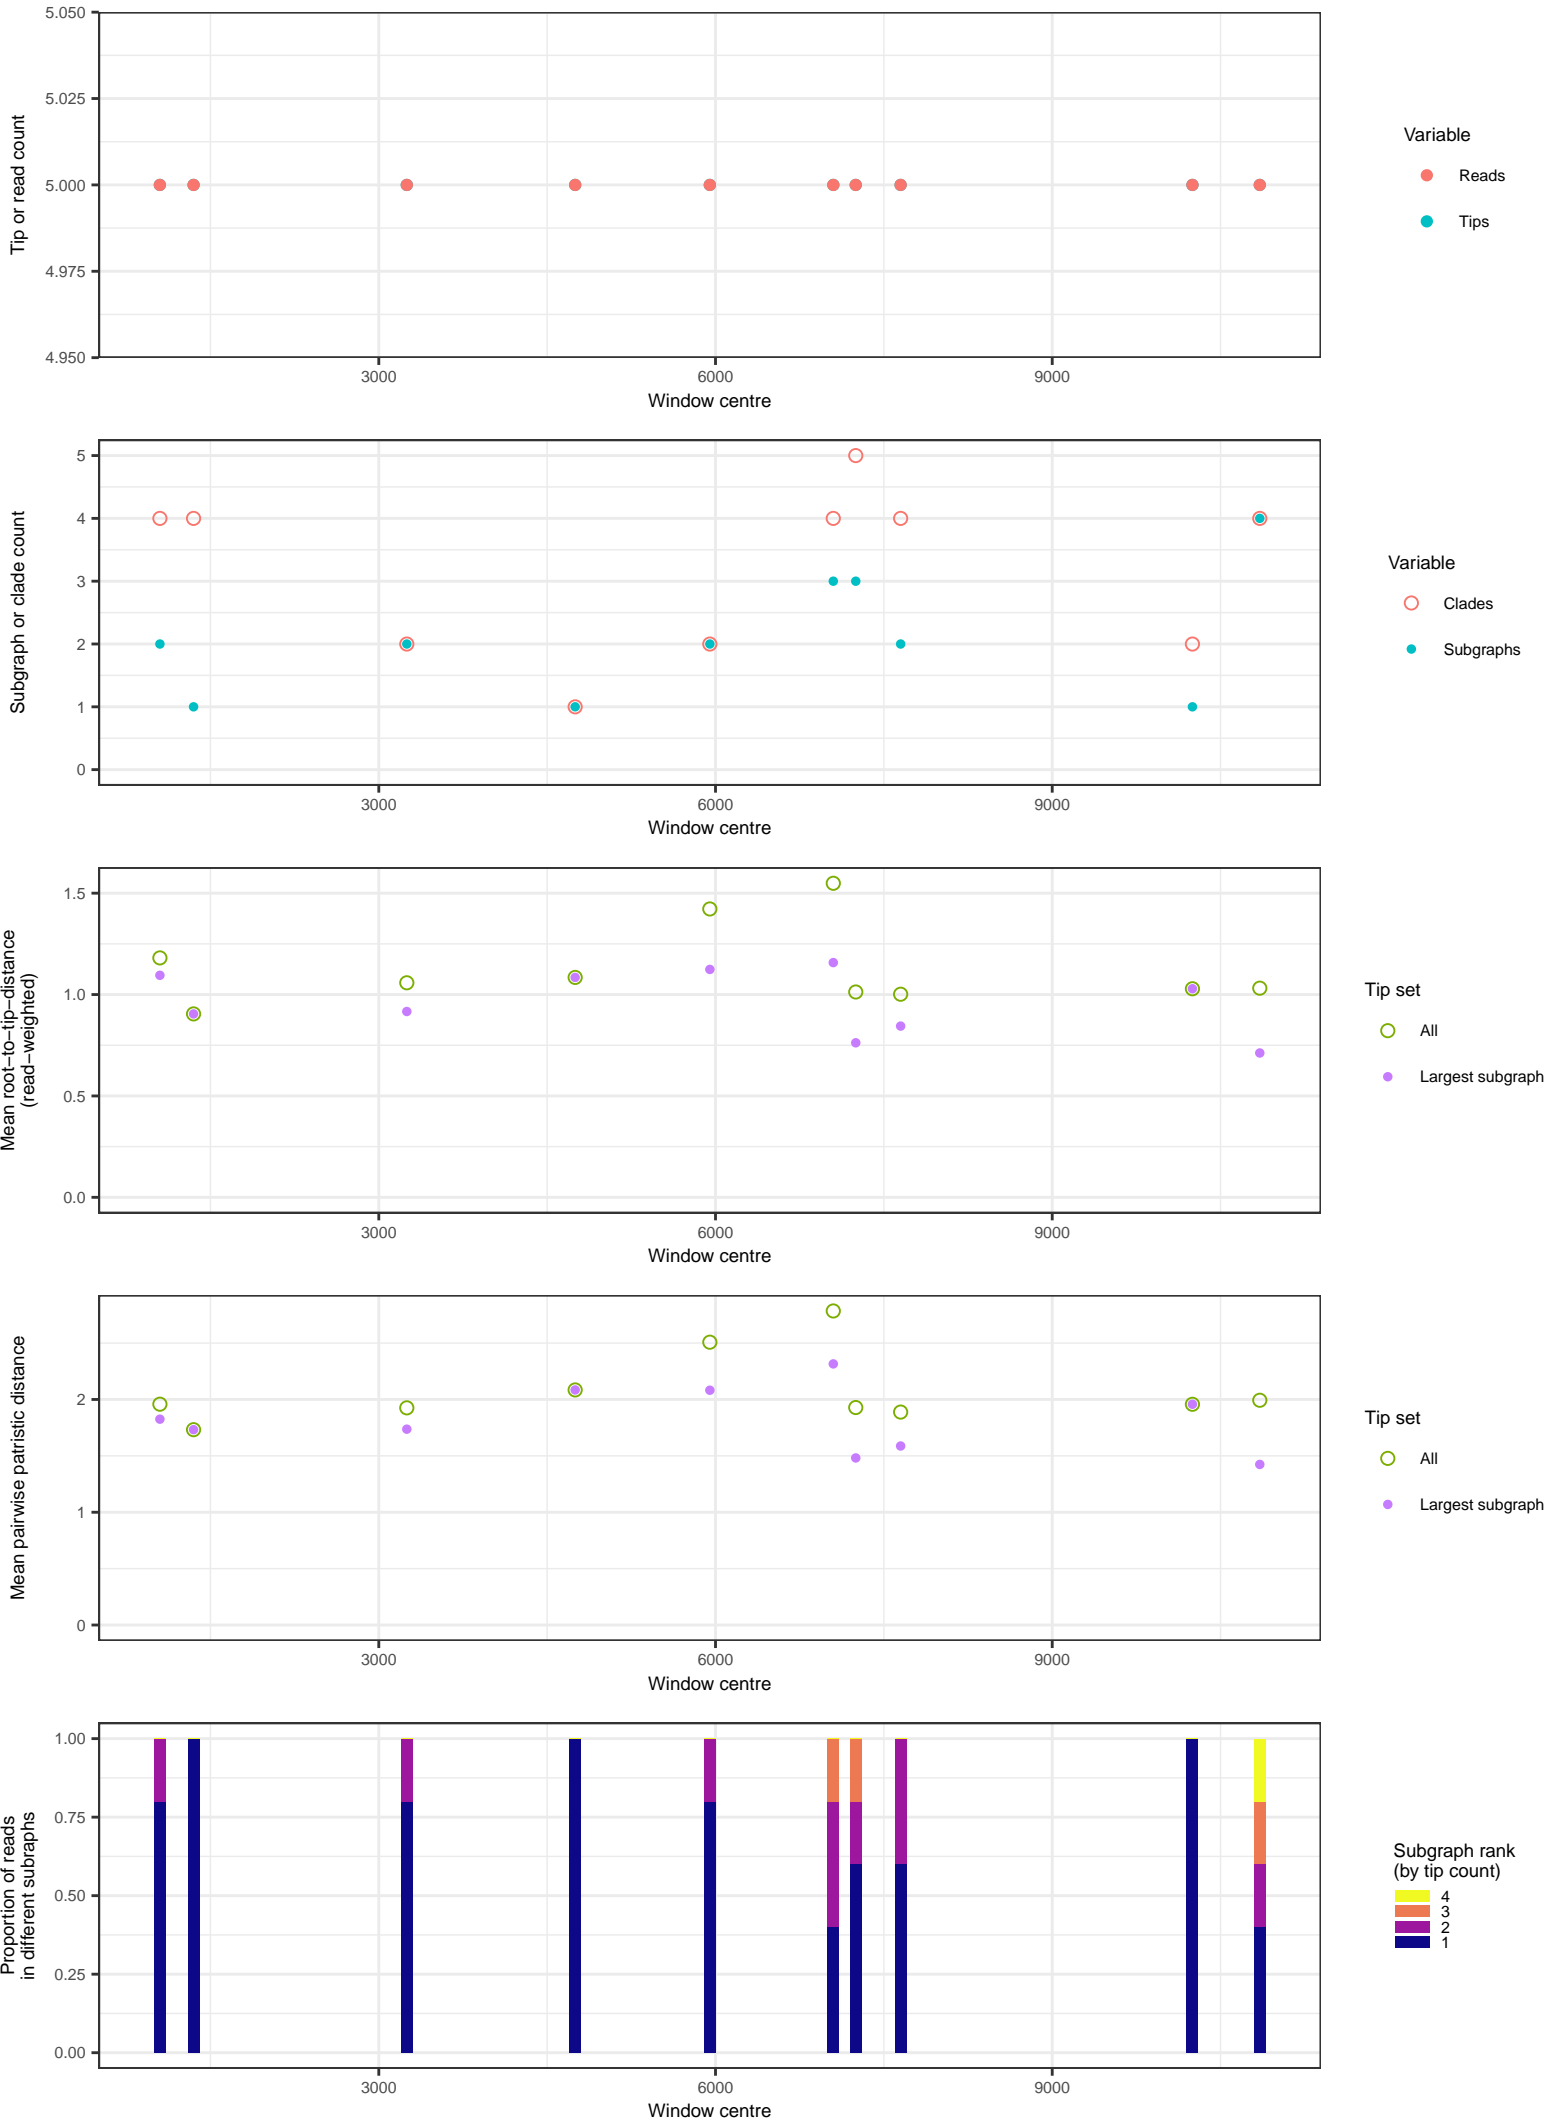 5.050
5.025
5.000
4.975
4.950
Tip or read count
3000 6000 9000
Window centre
Variable
Reads
Tips
5
4
3
2
1
0
Subgraph or clade count
3000 6000 9000
Window centre
Variable
Clades
Subgraphs
1.5
1.0
0.5
0.0
Mean root−to−tip−distance
(read−weighted)
3000 6000 9000
Window centre
Tip set
All
Largest subgraph
2
1
0
Mean pairwise patristic distance
3000 6000 9000
Window centre
Tip set
All
Largest subgraph
1.00
0.75
0.50
0.25
0.00
Proportion of reads
in different subraphs
3000 6000 9000
Window centre
Subgraph rank
(by tip count)
4
3
2
1